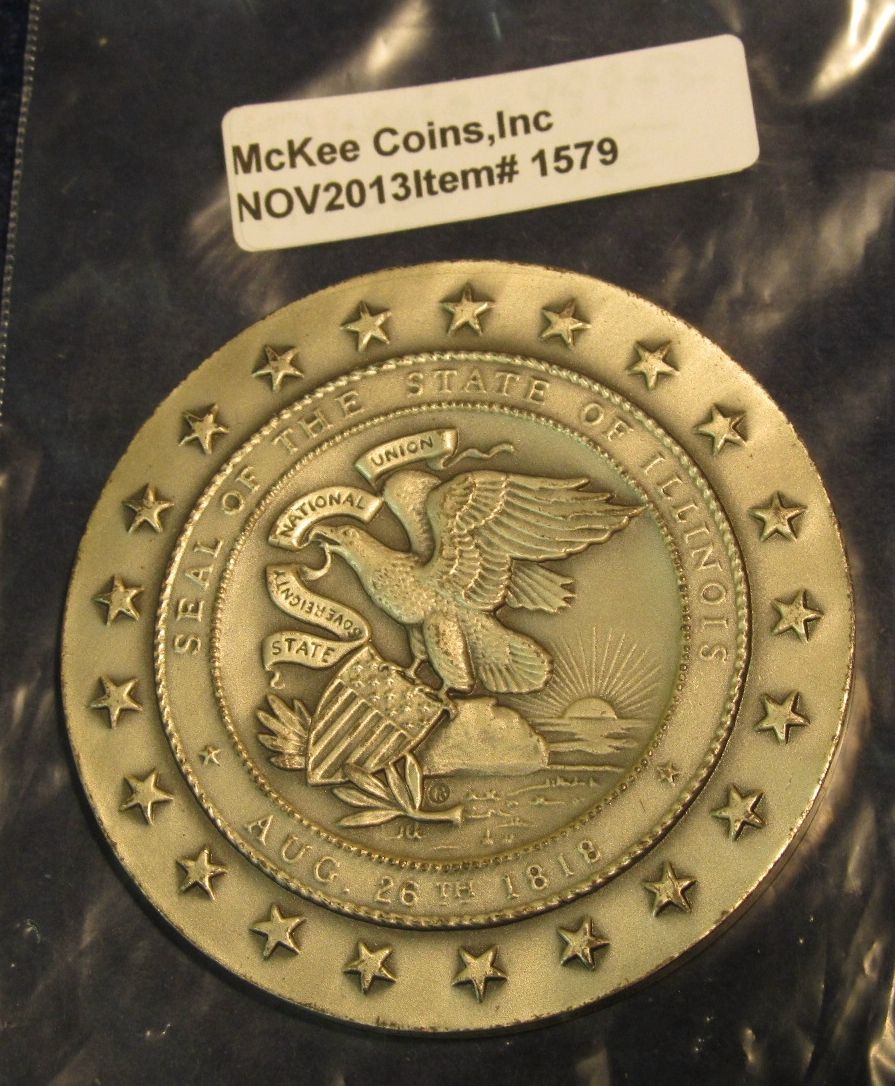 McKee Coins,Inc
NOV2013Item# 1579
SEAL OF THE STATE OF ILLINOIS
UNION
NATIONAL
SOVEREIGNTY
STATE
AUG. 26TH 1818